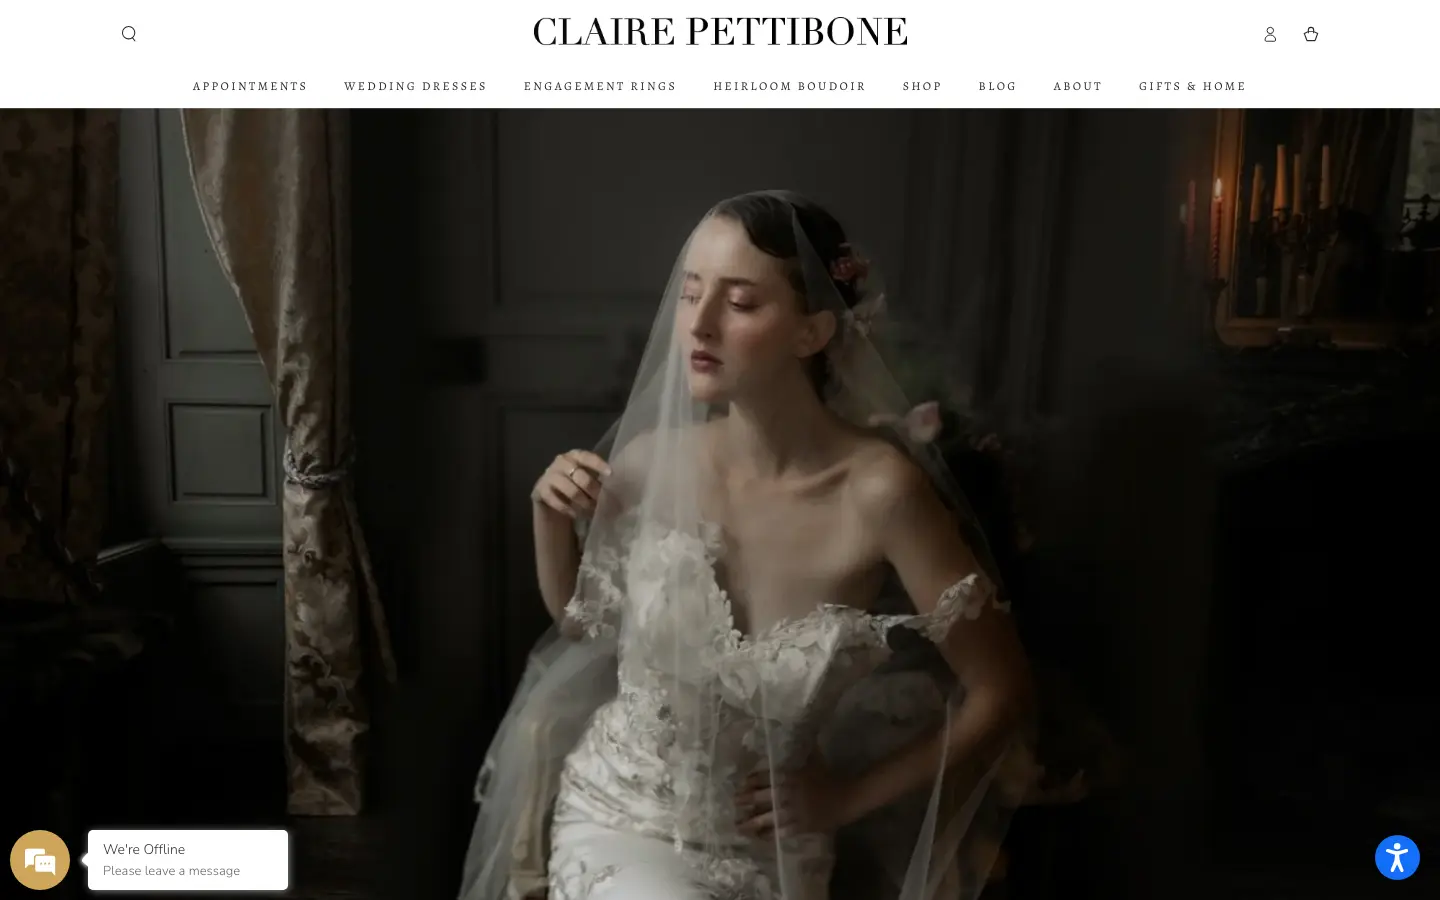 CLAIRE PETTIBONE
APPOINTMENTS WEDDING DRESSES ENGAGEMENT RINGS HEIRLOOM BOUDOIR SHOP BLOG ABOUT GIFTS & HOME
We're Offline
Please leave a message